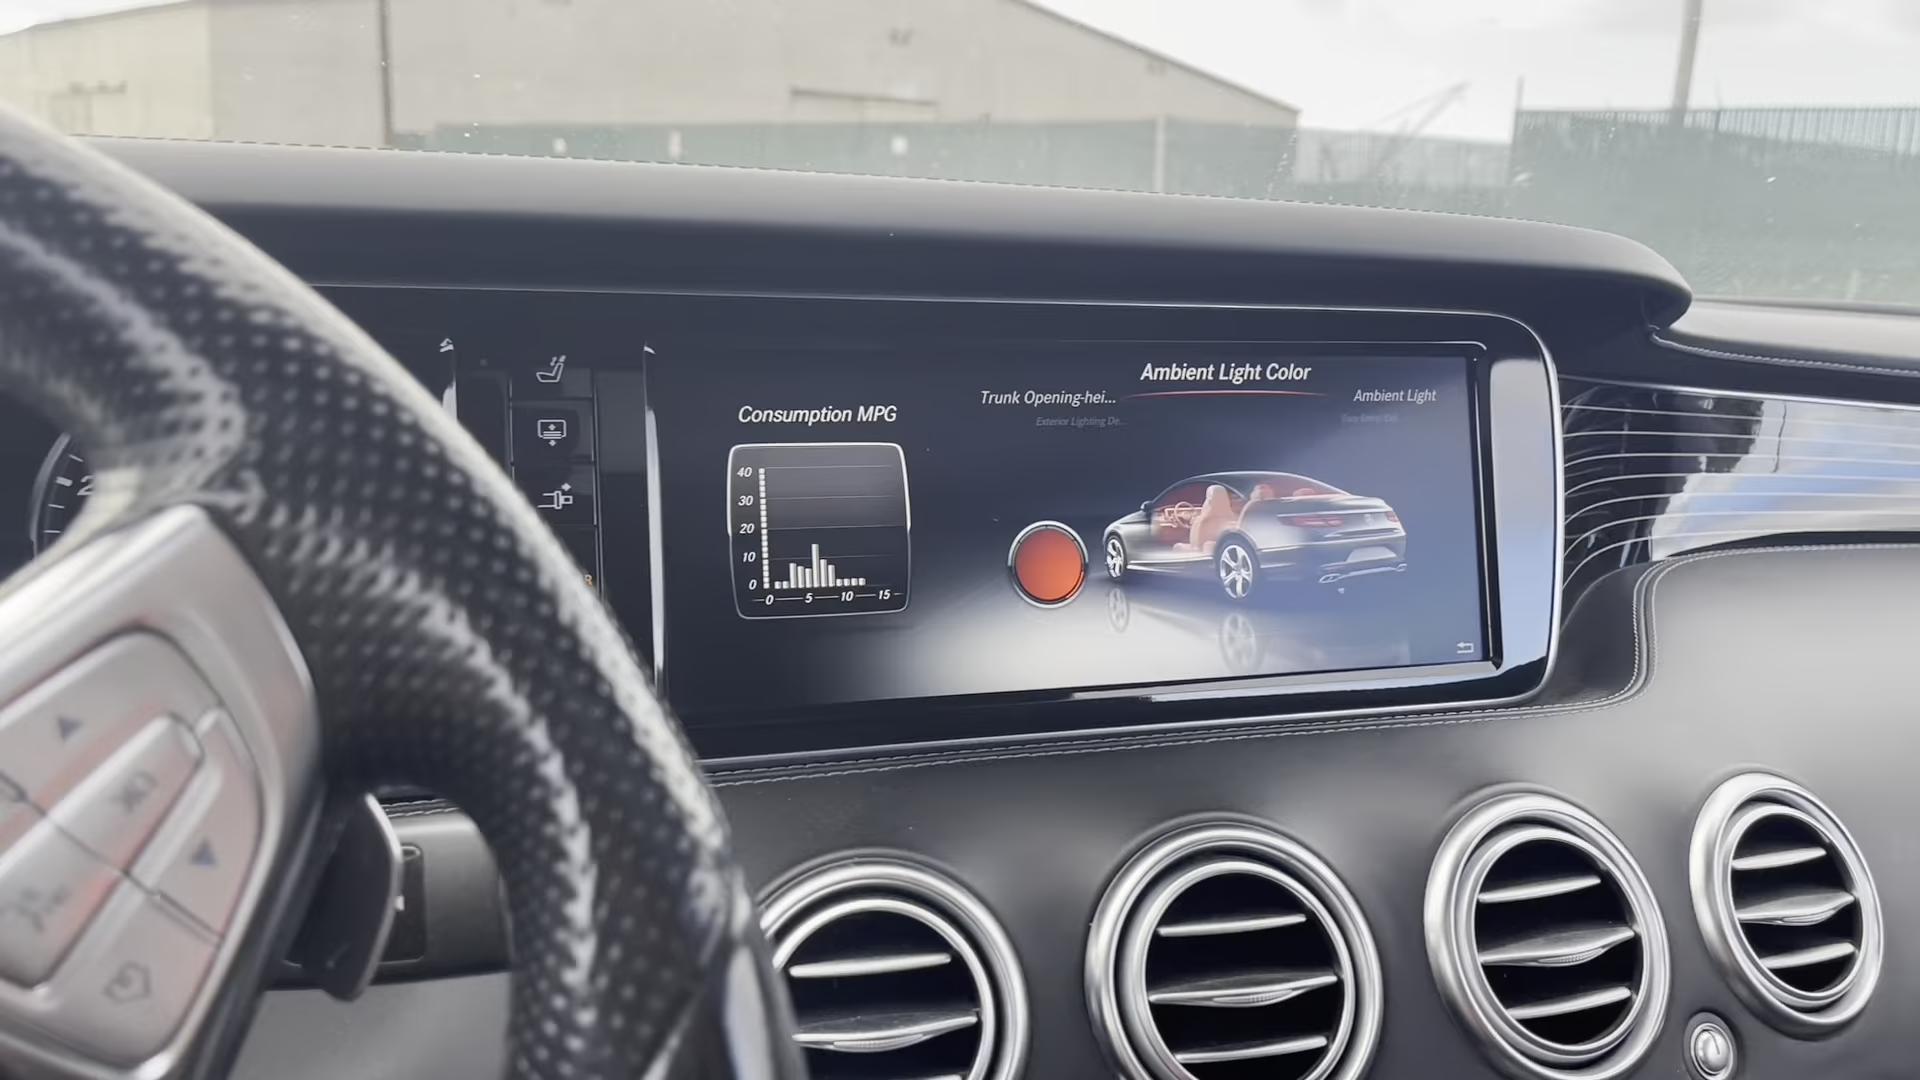 Ambient Light Color
Trunk Opening-hei...
Ambient Light
Exterior Lighting De...
Consumption MPG
40
30
20
10
0
0 5 10 15
2